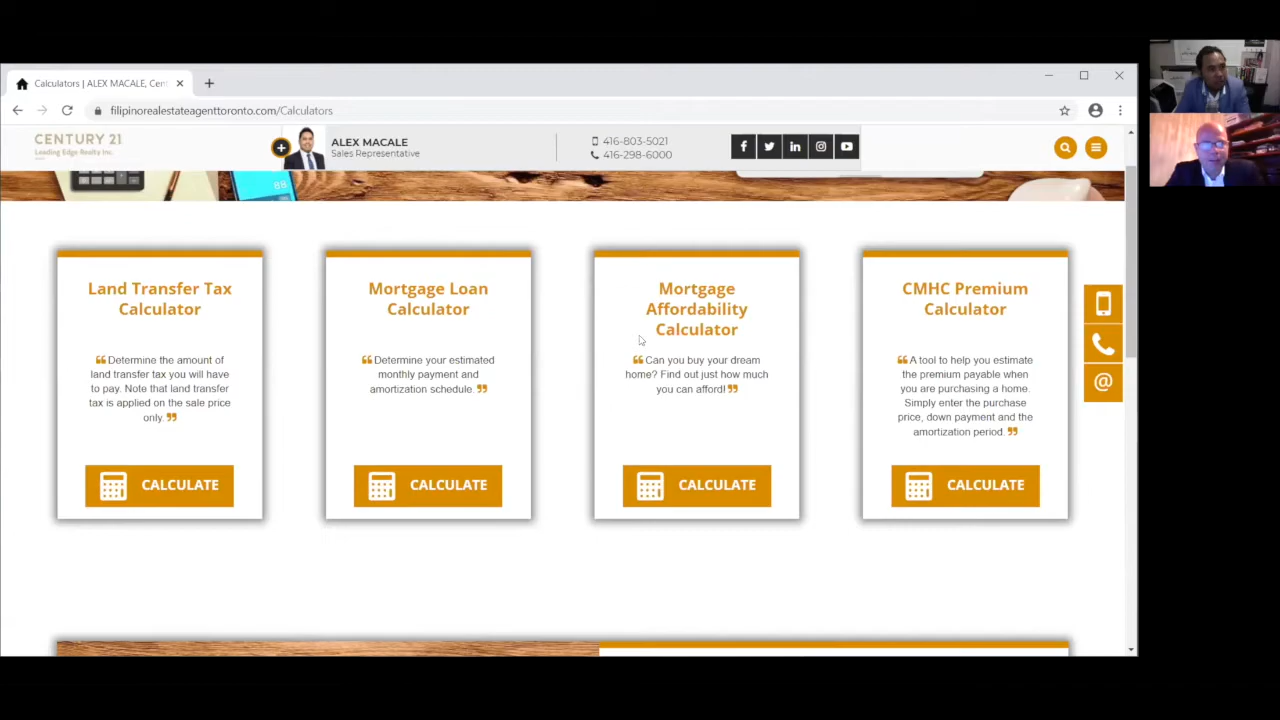 Calculators | ALEX MACALE, Cent
filipinorealestateagenttoronto.com/Calculators
CENTURY 21
Leading Edge Realty Inc.
ALEX MACALE
Sales Representative
416-803-5021
416-298-6000
88
Land Transfer Tax
Calculator
Determine the amount of
land transfer tax you will have
to pay. Note that land transfer
tax is applied on the sale price
only.
CALCULATE
Mortgage Loan
Calculator
Determine your estimated
monthly payment and
amortization schedule.
CALCULATE
Mortgage
Affordability
Calculator
Can you buy your dream
home? Find out just how much
you can afford!
CALCULATE
CMHC Premium
Calculator
A tool to help you estimate
the premium payable when
you are purchasing a home.
Simply enter the purchase
price, down payment and the
amortization period.
CALCULATE